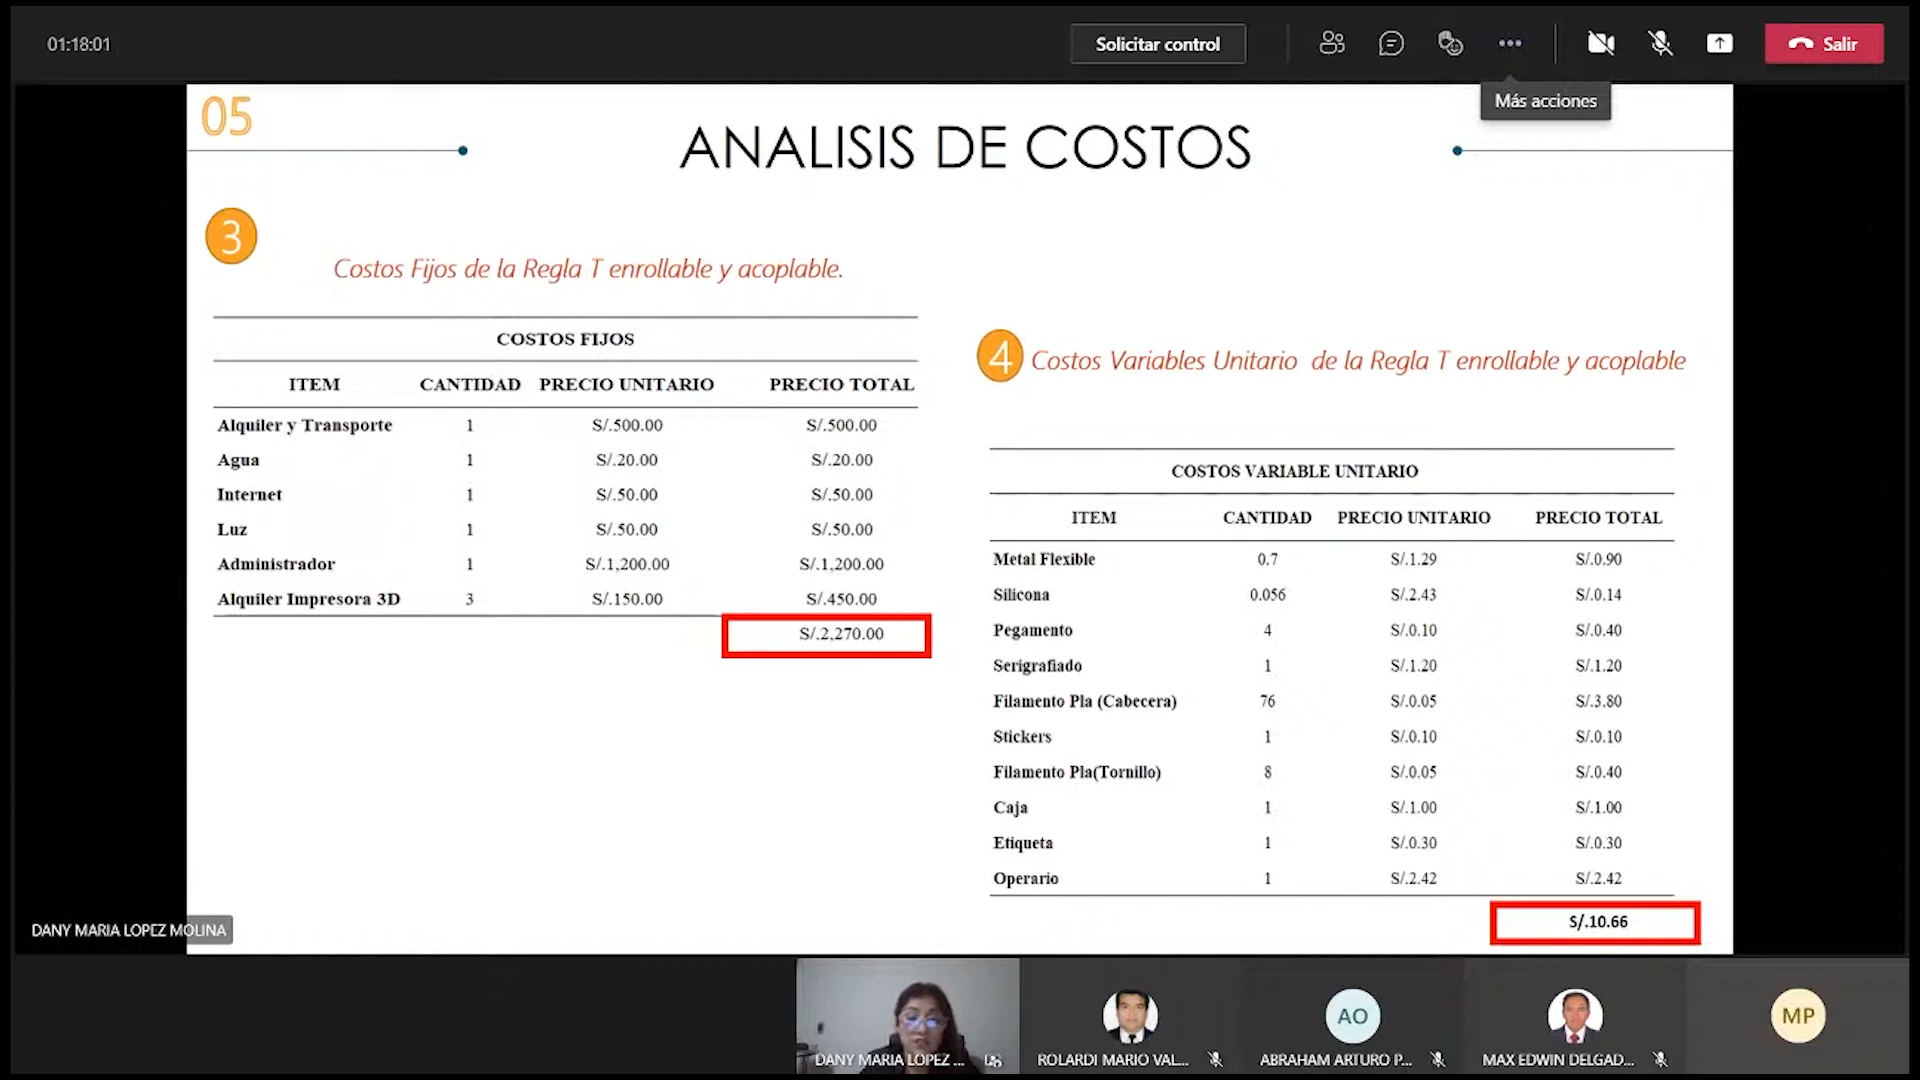 01:18:01
Solicitar control
Salir
Más acciones
05
ANALISIS DE COSTOS
3
Costos Fijos de la Regla T enrollable y acoplable.
COSTOS FIJOS
ITEM CANTIDAD PRECIO UNITARIO PRECIO TOTAL
Alquiler y Transporte 1 S/.500.00 S/.500.00
Agua 1 S/.20.00 S/.20.00
Internet 1 S/.50.00 S/.50.00
Luz 1 S/.50.00 S/.50.00
Administrador 1 S/.1,200.00 S/.1,200.00
Alquiler Impresora 3D 3 S/.150.00 S/.450.00
S/.2,270.00
4
Costos Variables Unitario de la Regla T enrollable y acoplable
COSTOS VARIABLE UNITARIO
ITEM CANTIDAD PRECIO UNITARIO PRECIO TOTAL
Metal Flexible 0.7 S/.1.29 S/.0.90
Silicona 0.056 S/.2.43 S/.0.14
Pegamento 4 S/.0.10 S/.0.40
Serigrafiado 1 S/.1.20 S/.1.20
Filamento Pla (Cabecera) 76 S/.0.05 S/.3.80
Stickers 1 S/.0.10 S/.0.10
Filamento Pla(Tornillo) 8 S/.0.05 S/.0.40
Caja 1 S/.1.00 S/.1.00
Etiqueta 1 S/.0.30 S/.0.30
Operario 1 S/.2.42 S/.2.42
S/.10.66
DANY MARIA LOPEZ MOLINA
AO
MP
DANY MARIA LOPEZ ...
ROLARDI MARIO VAL...
ABRAHAM ARTURO P...
MAX EDWIN DELGAD...